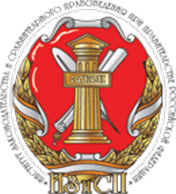 ИНСТИТУТ ЗАКОНОДАТЕЛЬСТВА И СРАВНИТЕЛЬНОГО ПРАВОВЕДЕНИЯ ПРИ ПРАВИТЕЛЬСТВЕ РОССИЙСКОЙ ФЕДЕРАЦИИ
ИЗиСП